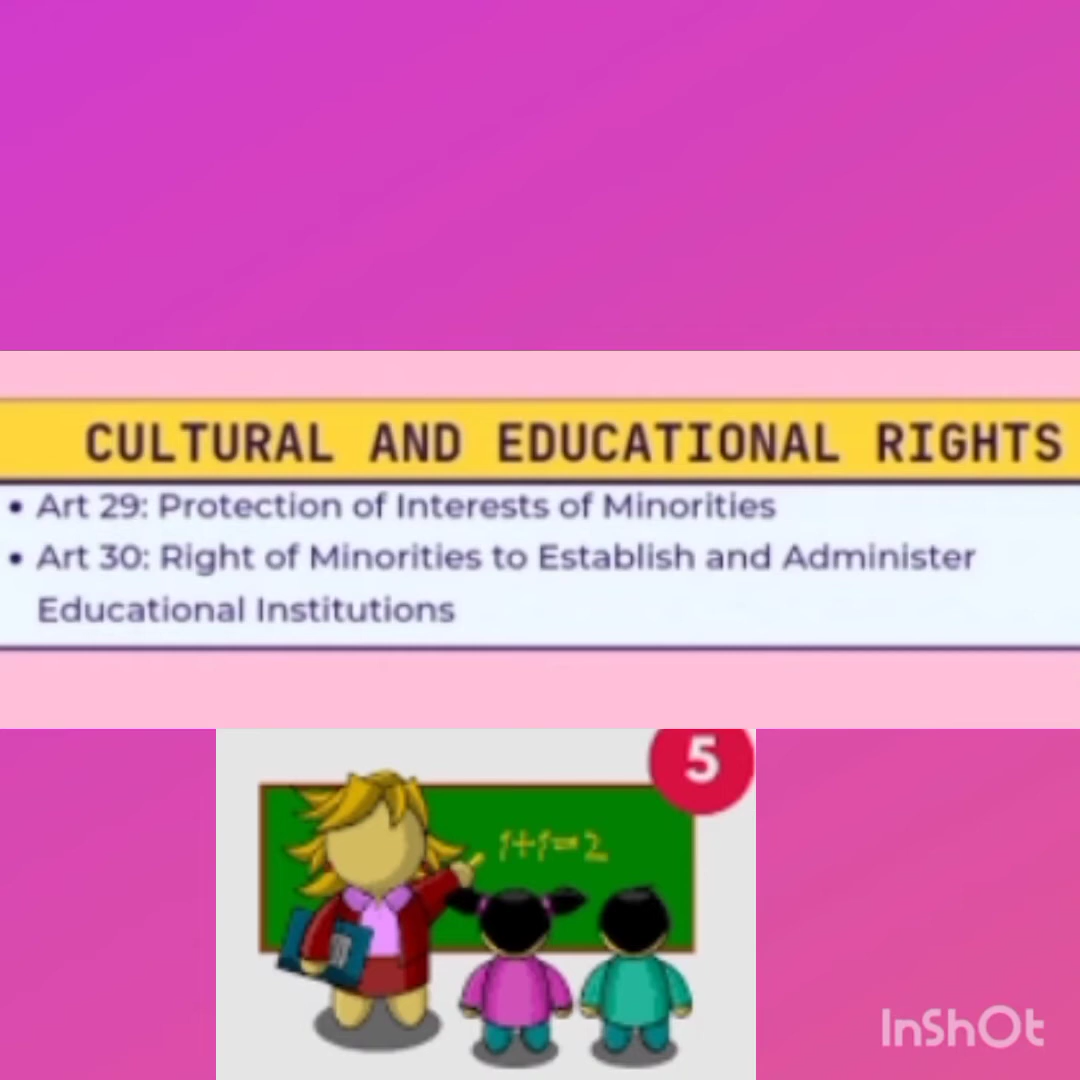 CULTURAL AND EDUCATIONAL RIGHTS
• Art 29: Protection of Interests of Minorities
• Art 30: Right of Minorities to Establish and Administer
Educational Institutions
5
1+1=2
InShOt